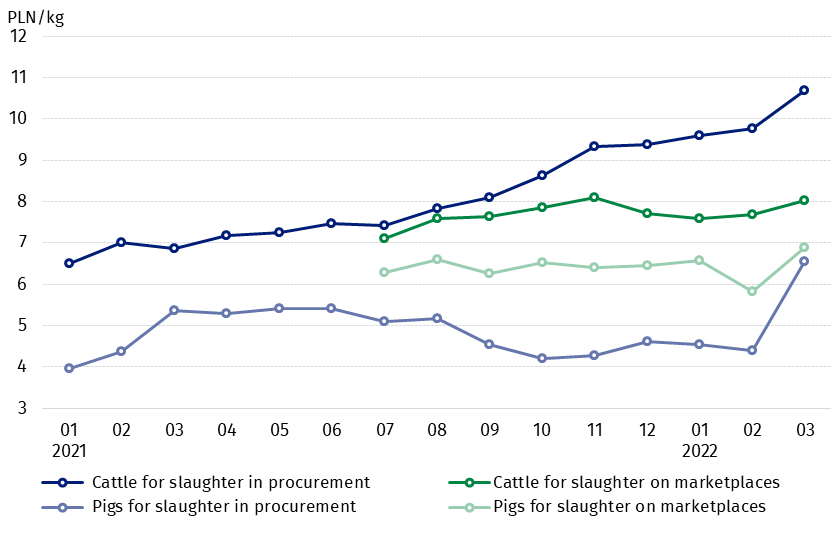 PLN/kg
12
11
10
9
8
7
6
5
4
3
01 02 03 04 05 06 07 08 09 10 11 12 01 02 03
2021 2022
Cattle for slaughter in procurement Cattle for slaughter on marketplaces
Pigs for slaughter in procurement Pigs for slaughter on marketplaces